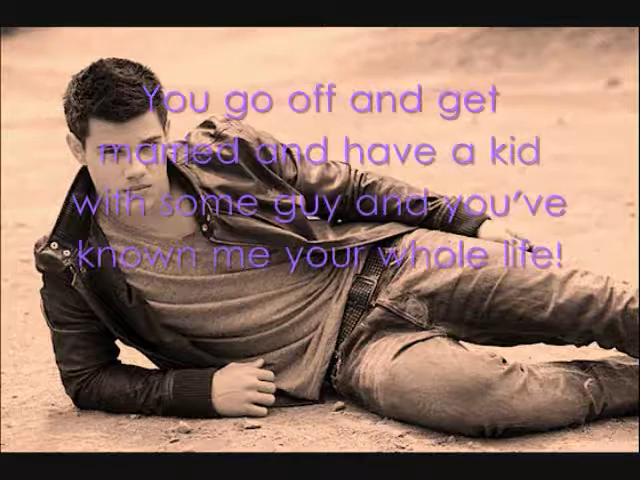 You go off and get
married and have a kid
with some guy and you've
known me your whole life!